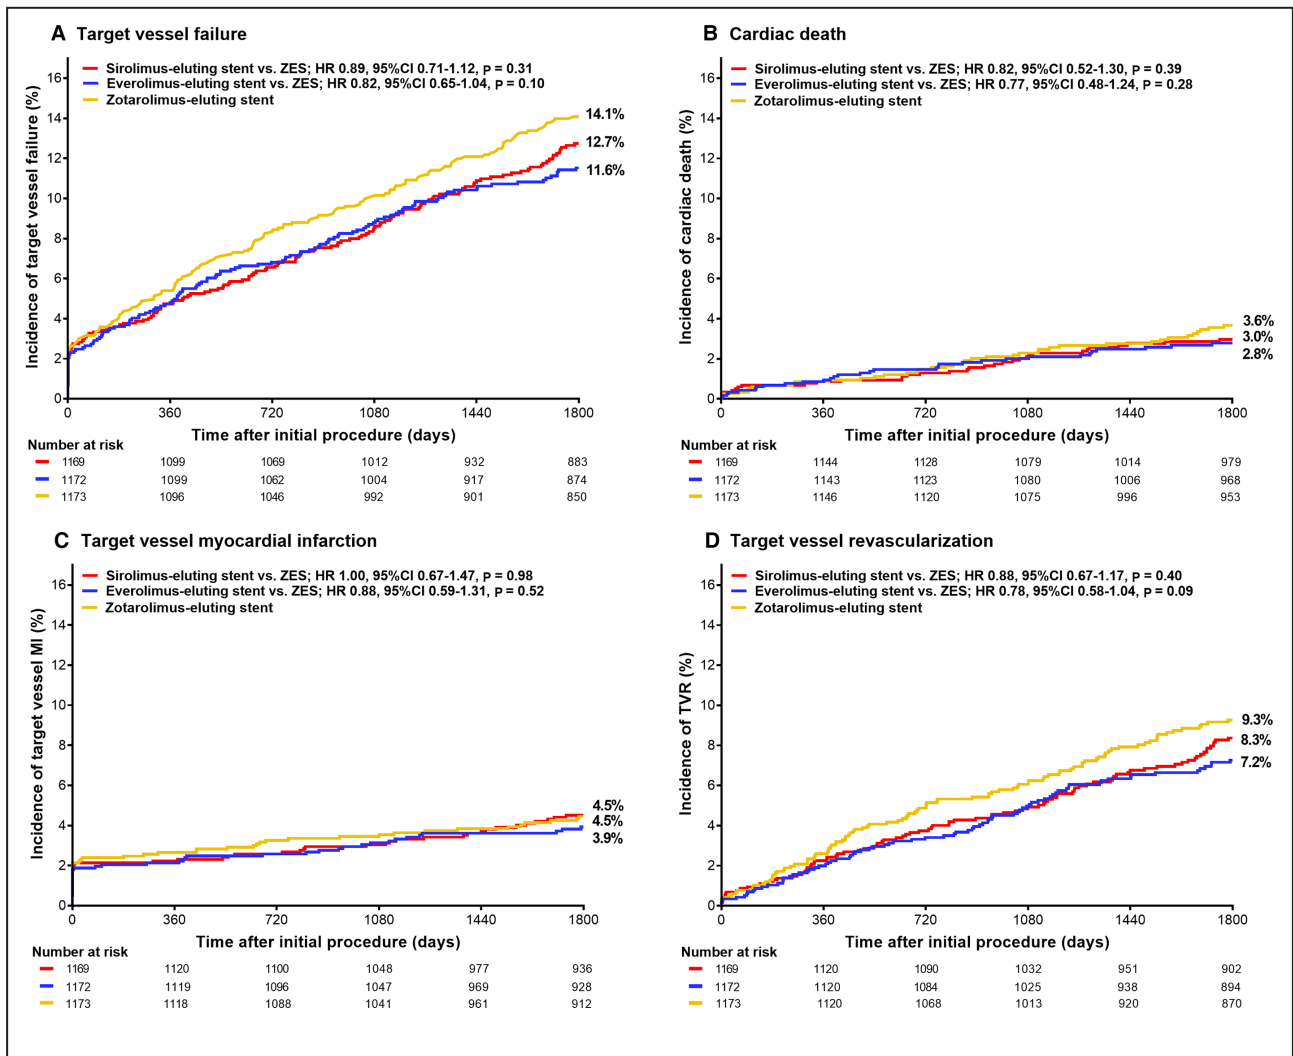 A Target vessel failure
Sirolimus-eluting stent vs. ZES; HR 0.89, 95%CI 0.71-1.12, P = 0.31
Everolimus-eluting stent vs. ZES; HR 0.82, 95%CI 0.65-1.04, P = 0.10
Zotarolimus-eluting stent
Incidence of target vessel failure (%)
16
14
12
10
8
6
4
2
0
14.1%
12.7%
11.6%
0 360 720 1080 1440 1800
Time after initial procedure (days)
Number at risk
1169 1099 1069 1012 932 883
1172 1099 1062 1004 917 874
1173 1096 1046 992 901 850
B Cardiac death
Sirolimus-eluting stent vs. ZES; HR 0.82, 95%CI 0.52-1.30, P = 0.39
Everolimus-eluting stent vs. ZES; HR 0.77, 95%CI 0.48-1.24, P = 0.28
Zotarolimus-eluting stent
Incidence of cardiac death (%)
16
14
12
10
8
6
4
2
0
3.6%
3.0%
2.8%
0 360 720 1080 1440 1800
Time after initial procedure (days)
Number at risk
1169 1144 1128 1079 1014 979
1172 1143 1123 1080 1006 968
1173 1146 1120 1075 996 953
C Target vessel myocardial infarction
Sirolimus-eluting stent vs. ZES; HR 1.00, 95%CI 0.67-1.47, P = 0.98
Everolimus-eluting stent vs. ZES; HR 0.88, 95%CI 0.59-1.31, P = 0.52
Zotarolimus-eluting stent
Incidence of target vessel MI (%)
16
14
12
10
8
6
4
2
0
4.5%
4.5%
3.9%
0 360 720 1080 1440 1800
Time after initial procedure (days)
Number at risk
1169 1120 1100 1048 977 936
1172 1119 1096 1047 969 928
1173 1118 1088 1041 961 912
D Target vessel revascularization
Sirolimus-eluting stent vs. ZES; HR 0.88, 95%CI 0.67-1.17, P = 0.40
Everolimus-eluting stent vs. ZES; HR 0.78, 95%CI 0.58-1.04, P = 0.09
Zotarolimus-eluting stent
Incidence of TVR (%)
16
14
12
10
8
6
4
2
0
9.3%
8.3%
7.2%
0 360 720 1080 1440 1800
Time after initial procedure (days)
Number at risk
1169 1120 1090 1032 951 902
1172 1120 1084 1025 938 894
1173 1120 1068 1013 920 870